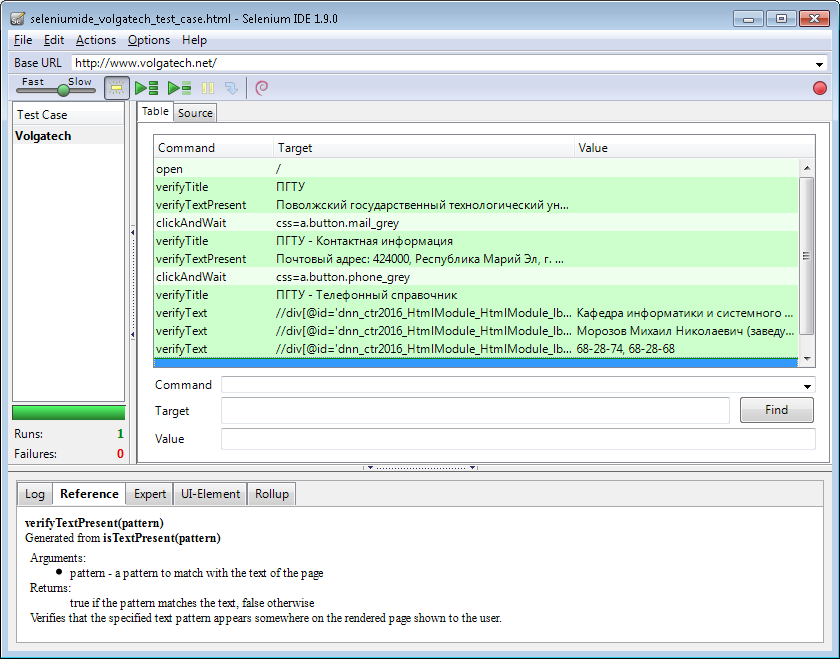 seleniumide_volgatech_test_case.html - Selenium IDE 1.9.0
File Edit Actions Options Help
Base URL http://www.volgatech.net/
Fast Slow
Test Case
Volgatech
Table Source
Command Target Value
open /
verifyTitle ПГТУ
verifyTextPresent Поволжский государственный технологический ун...
clickAndWait css=a.button.mail_grey
verifyTitle ПГТУ - Контактная информация
verifyTextPresent Почтовый адрес: 424000, Республика Марий Эл, г. ...
clickAndWait css=a.button.phone_grey
verifyTitle ПГТУ - Телефонный справочник
verifyText //div[@id='dnn_ctr2016_HtmlModule_HtmlModule_lb... Кафедра информатики и системного ...
verifyText //div[@id='dnn_ctr2016_HtmlModule_HtmlModule_lb... Морозов Михаил Николаевич (заведу...
verifyText //div[@id='dnn_ctr2016_HtmlModule_HtmlModule_lb... 68-28-74, 68-28-68
Command
Target Find
Value
Runs: 1
Failures: 0
Log Reference Expert UI-Element Rollup
verifyTextPresent(pattern)
Generated from isTextPresent(pattern)
Arguments:
• pattern - a pattern to match with the text of the page
Returns:
true if the pattern matches the text, false otherwise
Verifies that the specified text pattern appears somewhere on the rendered page shown to the user.